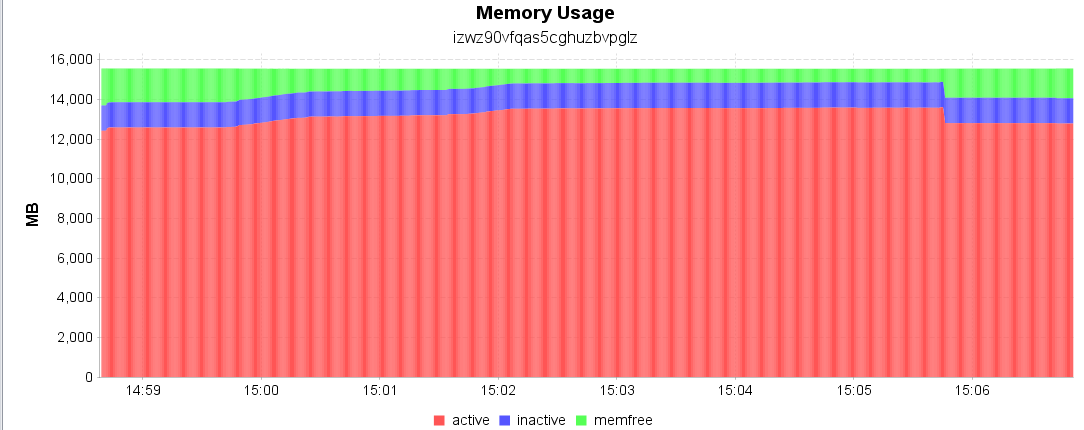 Memory Usage
izwz90vfqas5cghuzbvpglz
MB
16,000
14,000
12,000
10,000
8,000
6,000
4,000
2,000
0
14:59 15:00 15:01 15:02 15:03 15:04 15:05 15:06
active inactive memfree